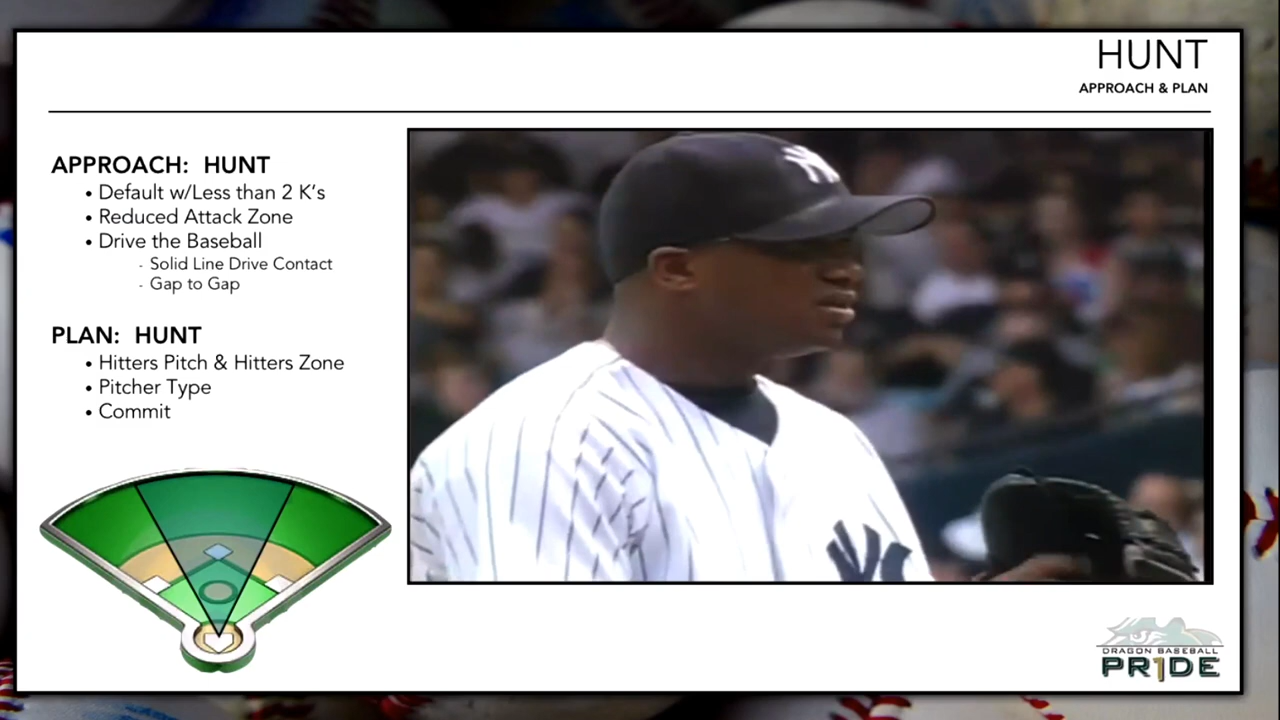 HUNT
APPROACH & PLAN
APPROACH: HUNT
• Default w/Less than 2 K's
• Reduced Attack Zone
• Drive the Baseball
- Solid Line Drive Contact
- Gap to Gap
PLAN: HUNT
• Hitters Pitch & Hitters Zone
• Pitcher Type
• Commit
NY
NY
DRAGON BASEBALL
PR1DE